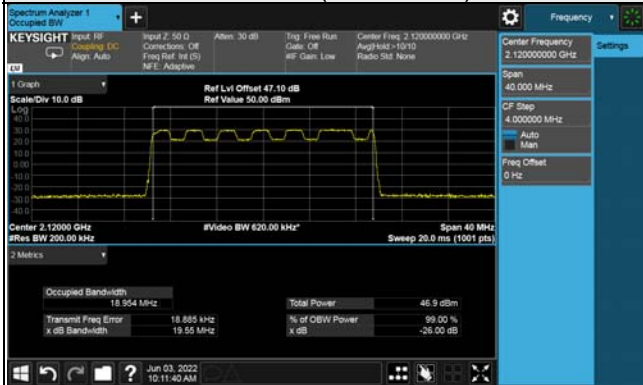 Spectrum Analyzer 1
Occupied BW
Frequency
KEYSIGHT
Input: RF
Coupling: DC
Align: Auto
Input Z: 50 Ω
Corrections: Off
Freq Ref: Int (S)
NFE: Adaptive
Atten: 30 dB
Trig: Free Run
Gate: Off
#IF Gain: Low
Center Freq: 2.120000000 GHz
Avg|Hold:>10/10
Radio Std: None
LXI
Center Frequency
2.120000000 GHz
Settings
Span
40.000 MHz
CF Step
4.000000 MHz
Auto
Man
Freq Offset
0 Hz
1 Graph
Scale/Div 10.0 dB
Ref Lvl Offset 47.10 dB
Ref Value 50.00 dBm
Log
40.0
30.0
20.0
10.0
0.00
-10.0
-20.0
-30.0
-40.0
Center 2.12000 GHz
#Video BW 620.00 kHz*
Span 40 MHz
#Res BW 200.00 kHz
Sweep 20.0 ms (1001 pts)
2 Metrics
Occupied Bandwidth
18.954 MHz
Total Power
46.9 dBm
Transmit Freq Error
18.885 kHz
% of OBW Power
99.00 %
x dB Bandwidth
19.55 MHz
x dB
-26.00 dB
Jun 03, 2022
10:11:40 AM